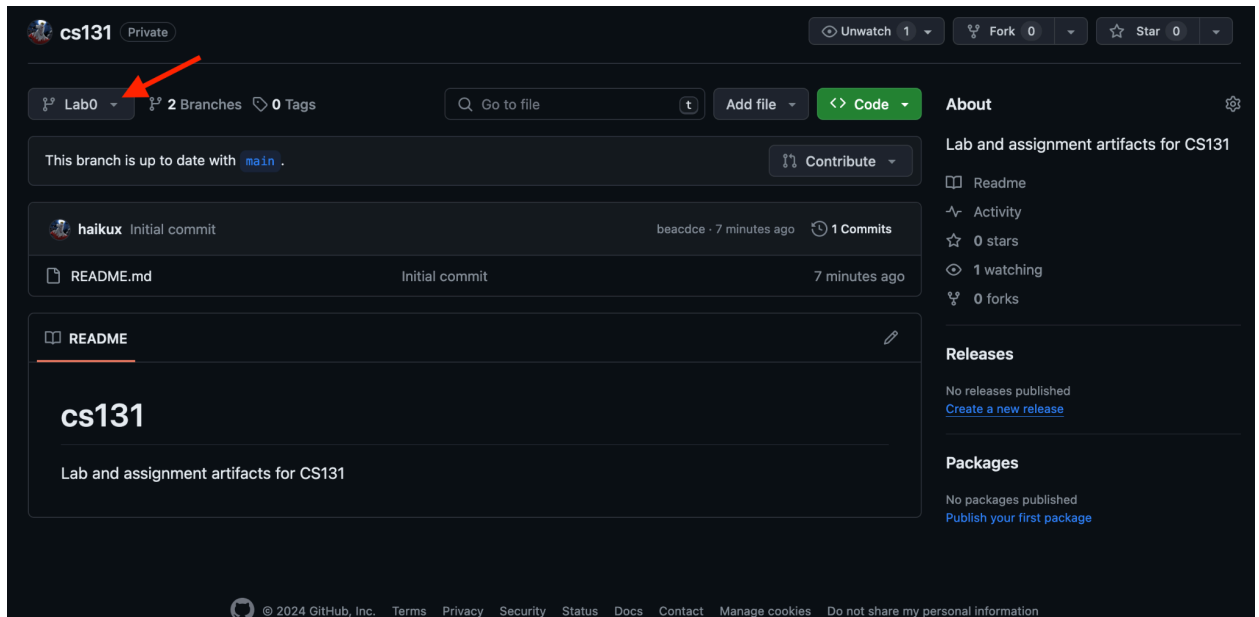 cs131 Private Unwatch 1 Fork 0 Star 0
Lab0 2 Branches 0 Tags Go to file t Add file Code
This branch is up to date with main . Contribute
haikux Initial commit beacdce · 7 minutes ago 1 Commits
README.md Initial commit 7 minutes ago
README
cs131
Lab and assignment artifacts for CS131
About
Lab and assignment artifacts for CS131
Readme
Activity
0 stars
1 watching
0 forks
Releases
No releases published
Create a new release
Packages
No packages published
Publish your first package
© 2024 GitHub, Inc. Terms Privacy Security Status Docs Contact Manage cookies Do not share my personal information